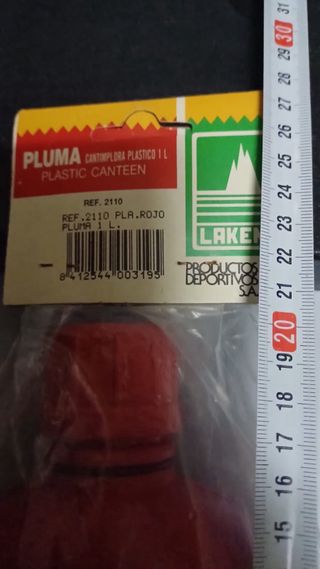 PLUMA CANTIMPLORA PLASTICO 1 L
PLASTIC CANTEEN
REF. 2110
REF.2110 PLA.ROJO
PLUMA 1 L.
8 412544 003195
LAKEN
PRODUCTOS
DEPORTIVOS
S.A.
31
30
29
28
27
26
25
24
23
22
21
20
19
18
17
16
15